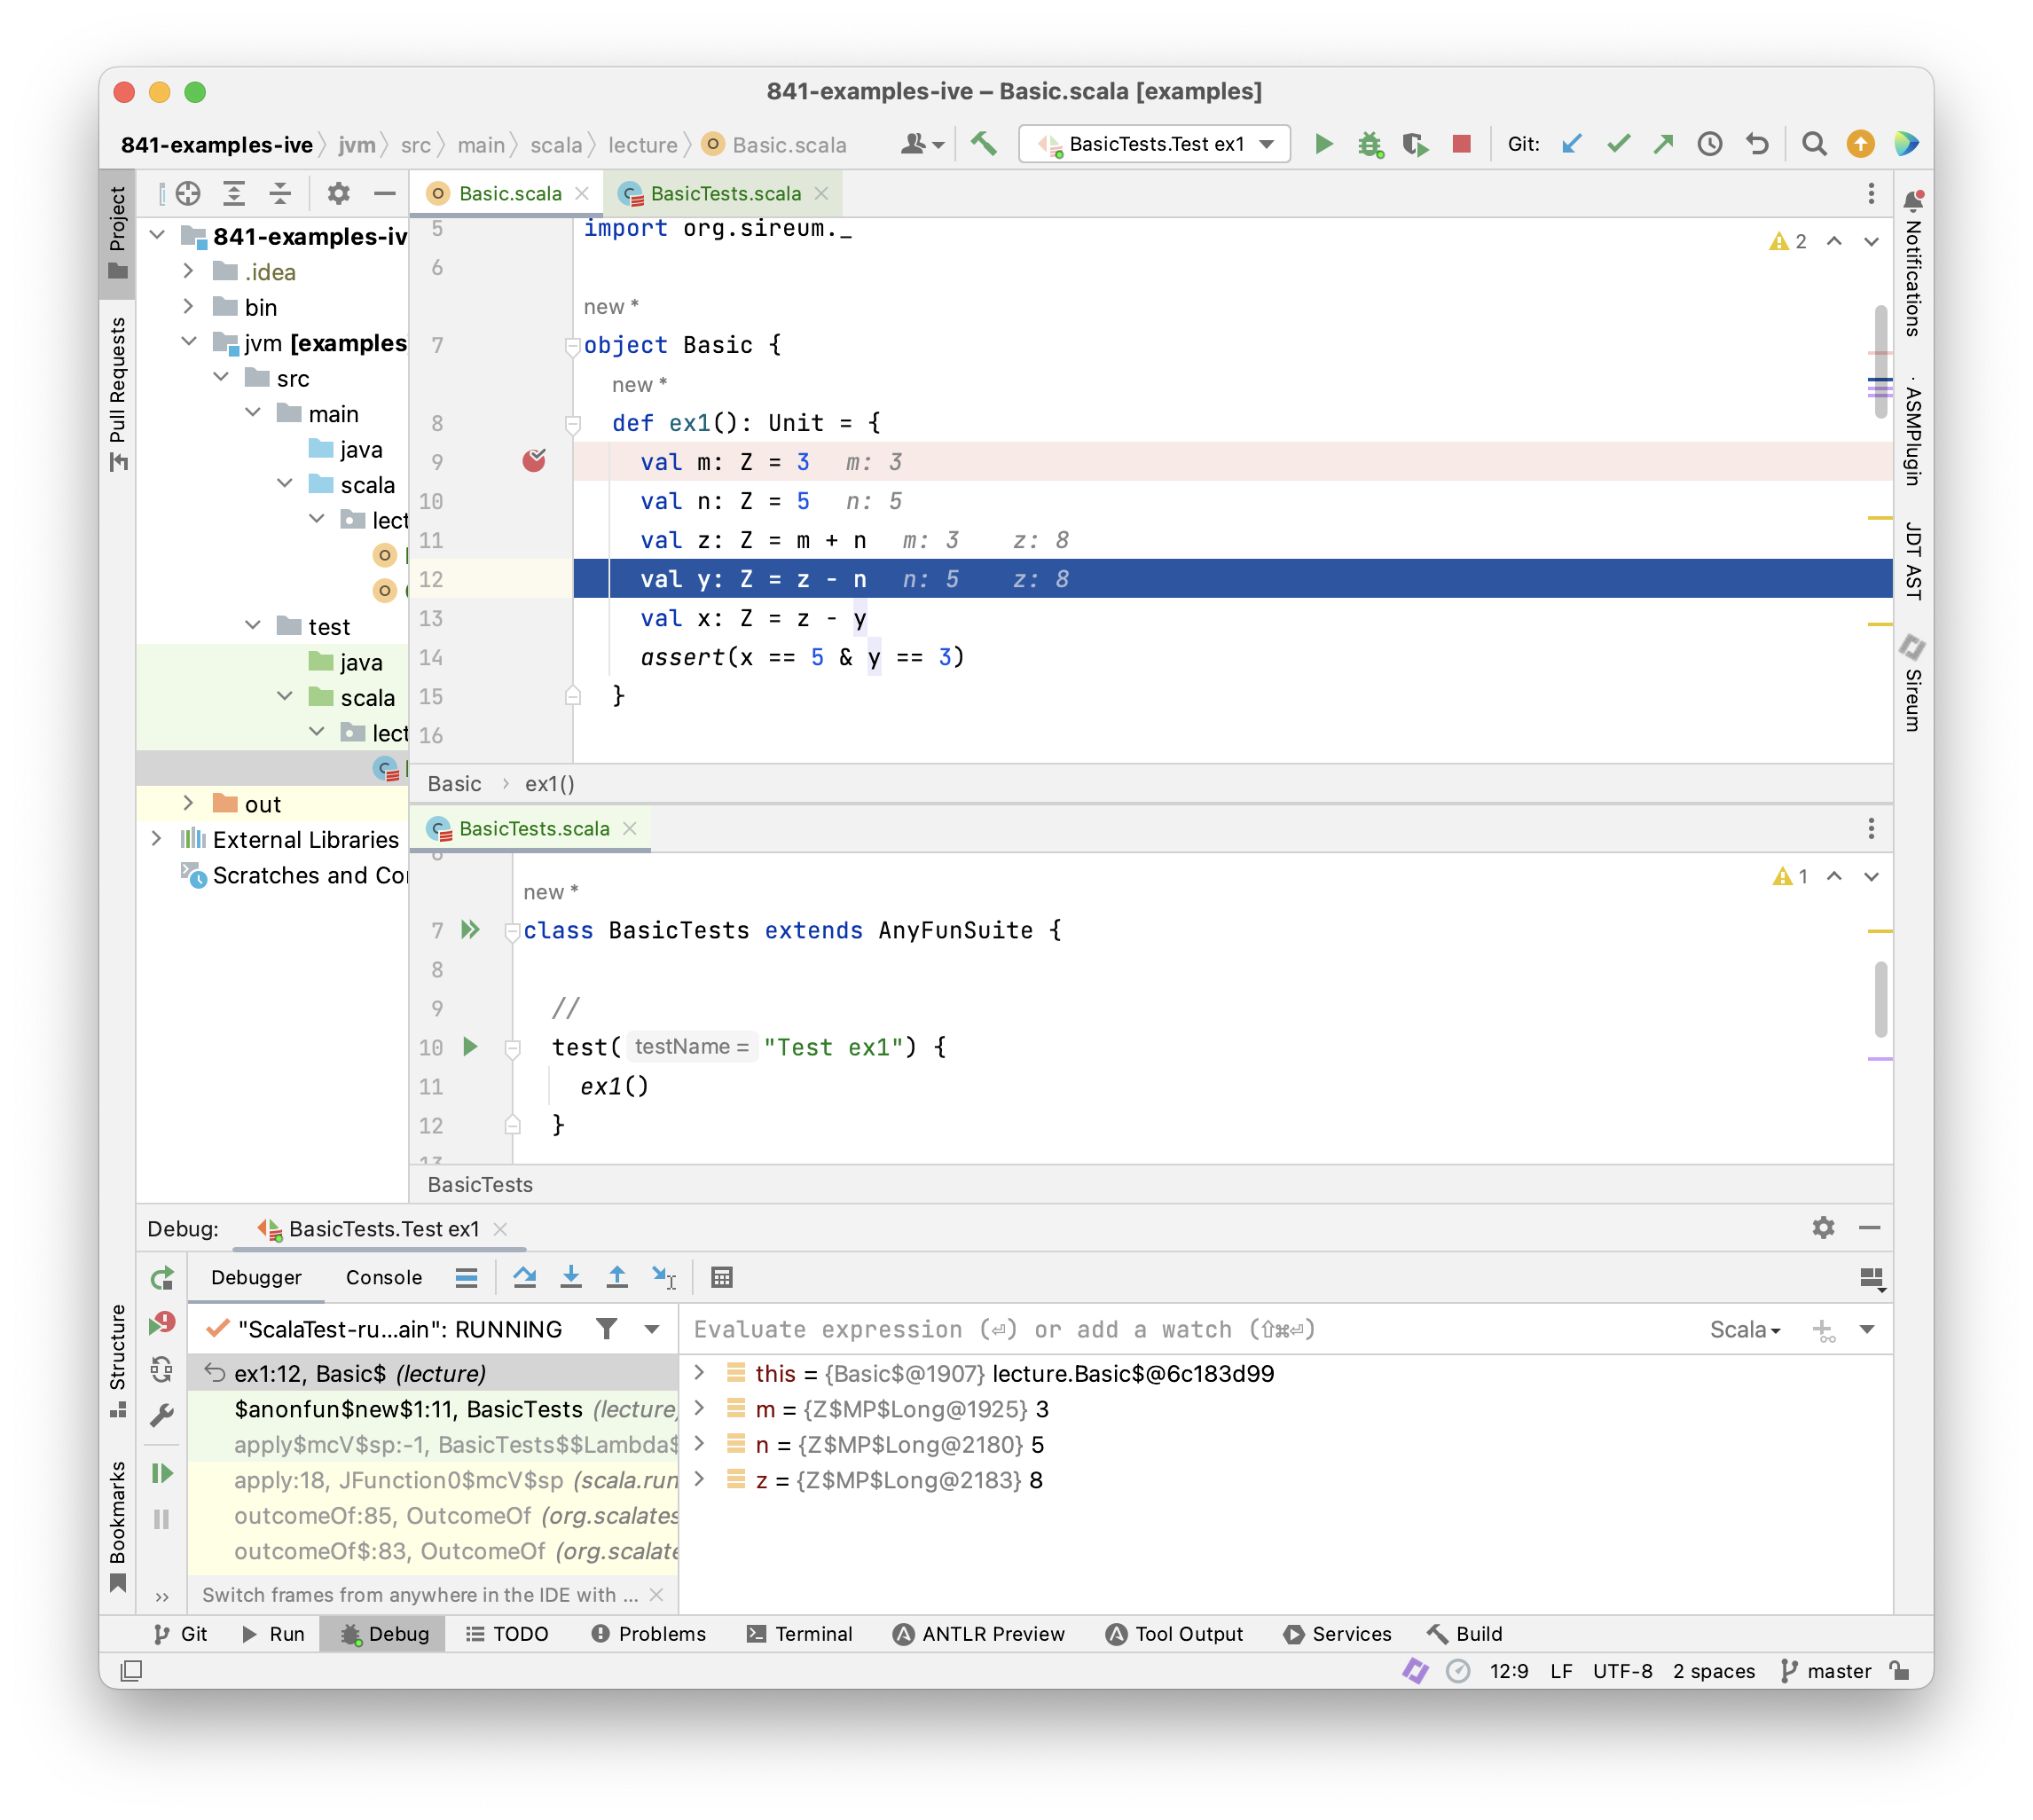 841-examples-ive – Basic.scala [examples]
841-examples-ive jvm src main scala lecture Basic.scala
BasicTests.Test ex1
Git:
Project
Pull Requests
Structure
Bookmarks
841-examples-iv
.idea
bin
jvm [examples
src
main
java
scala
lect
test
java
scala
lect
out
External Libraries
Scratches and Co
Basic.scala
BasicTests.scala
2
5 import org.sireum._
6
new *
7 object Basic {
new *
8 def ex1(): Unit = {
9 val m: Z = 3 m: 3
10 val n: Z = 5 n: 5
11 val z: Z = m + n m: 3 z: 8
12 val y: Z = z - n n: 5 z: 8
13 val x: Z = z - y
14 assert(x == 5 & y == 3)
15 }
16
Basic › ex1()
BasicTests.scala
1
6
new *
7 class BasicTests extends AnyFunSuite {
8
9 //
10 test( testName = "Test ex1") {
11 ex1()
12 }
13
BasicTests
Notifications
ASMPlugin
JDT AST
Sireum
Debug: BasicTests.Test ex1
Debugger Console
"ScalaTest-ru...ain": RUNNING
ex1:12, Basic$ (lecture)
$anonfun$new$1:11, BasicTests (lecture)
apply$mcV$sp:-1, BasicTests$$Lambda$
apply:18, JFunction0$mcV$sp (scala.run
outcomeOf:85, OutcomeOf (org.scalates
outcomeOf$:83, OutcomeOf (org.scalate
Switch frames from anywhere in the IDE with ...
Evaluate expression (⏎) or add a watch (⇧⌘⏎)
Scala
this = {Basic$@1907} lecture.Basic$@6c183d99
m = {Z$MP$Long@1925} 3
n = {Z$MP$Long@2180} 5
z = {Z$MP$Long@2183} 8
Git Run Debug TODO Problems Terminal ANTLR Preview Tool Output Services Build
12:9 LF UTF-8 2 spaces master